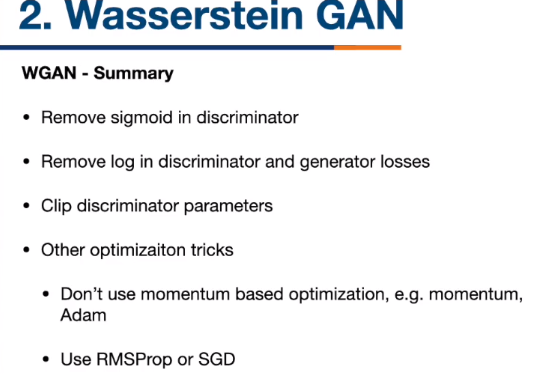 2. Wasserstein GAN
WGAN - Summary
• Remove sigmoid in discriminator
• Remove log in discriminator and generator losses
• Clip discriminator parameters
• Other optimizaiton tricks
• Don't use momentum based optimization, e.g. momentum,
Adam
• Use RMSProp or SGD